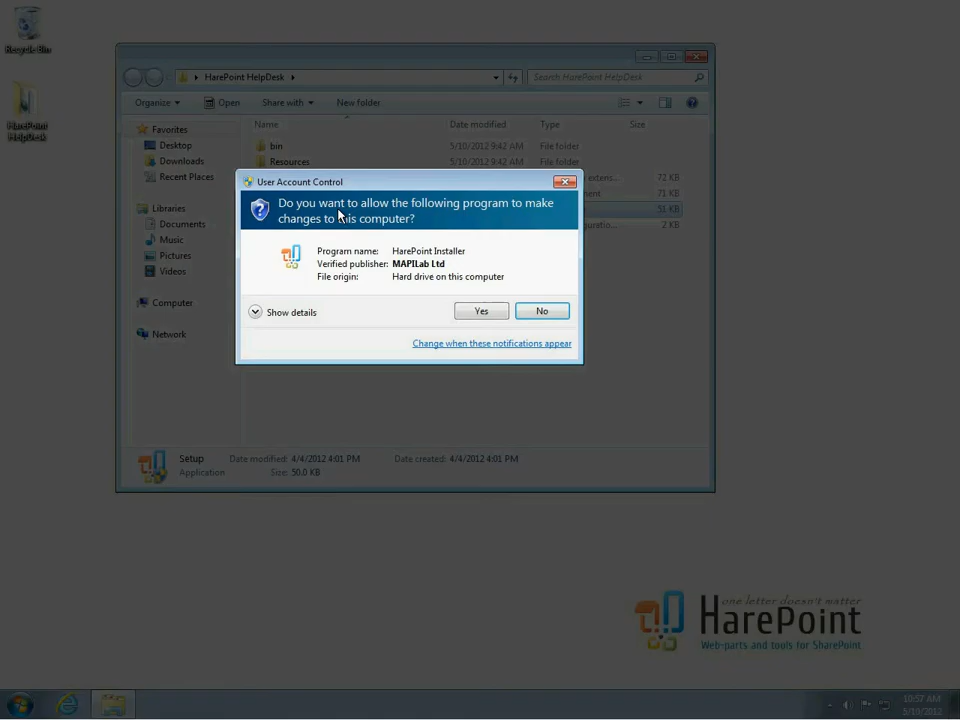 Recycle Bin
HarePoint HelpDesk
HarePoint HelpDesk
Search HarePoint HelpDesk
Organize
Open
Share with
New folder
Name
Date modified
Type
Size
Favorites
Desktop
Downloads
Recent Places
Libraries
Documents
Music
Pictures
Videos
Computer
Network
bin 5/10/2012 9:42 AM File folder
Resources 5/10/2012 9:42 AM File folder
72 KB
71 KB
51 KB
2 KB
User Account Control
Do you want to allow the following program to make
changes to this computer?
Program name: HarePoint Installer
Verified publisher: MAPILab Ltd
File origin: Hard drive on this computer
Show details
Yes
No
Change when these notifications appear
Setup Date modified: 4/4/2012 4:01 PM Date created: 4/4/2012 4:01 PM
Application Size: 50.0 KB
one letter doesn't matter
HarePoint
Web-parts and tools for SharePoint
10:57 AM
5/10/2012